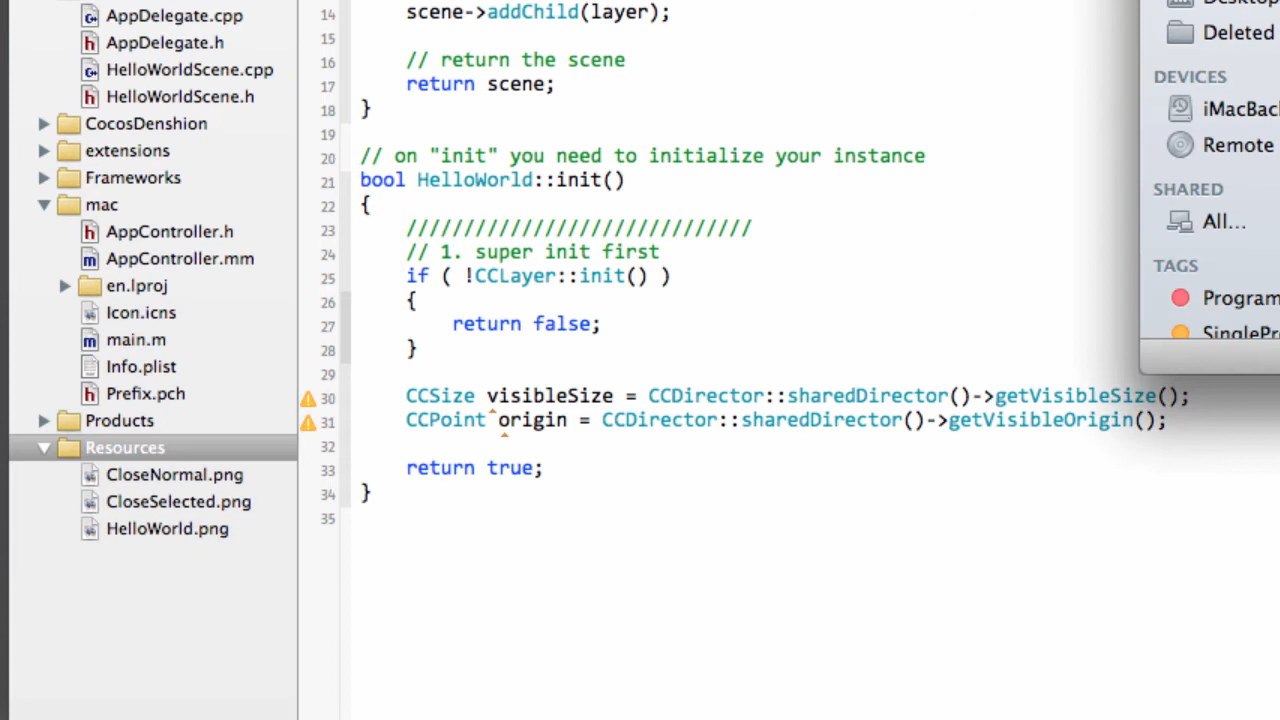 AppDelegate.cpp
AppDelegate.h
HelloWorldScene.cpp
HelloWorldScene.h
CocosDenshion
extensions
Frameworks
mac
AppController.h
AppController.mm
en.lproj
Icon.icns
main.m
Info.plist
Prefix.pch
Products
Resources
CloseNormal.png
CloseSelected.png
HelloWorld.png
14 scene->addChild(layer);
15
16 // return the scene
17 return scene;
18 }
19
20 // on "init" you need to initialize your instance
21 bool HelloWorld::init()
22 {
23 //////////////////////////////
24 // 1. super init first
25 if ( !CCLayer::init() )
26 {
27 return false;
28 }
29
30 CCSize visibleSize = CCDirector::sharedDirector()->getVisibleSize();
31 CCPoint origin = CCDirector::sharedDirector()->getVisibleOrigin();
32
33 return true;
34 }
35
Deleted
DEVICES
iMacBac
Remote
SHARED
All...
TAGS
Program
SinglePr